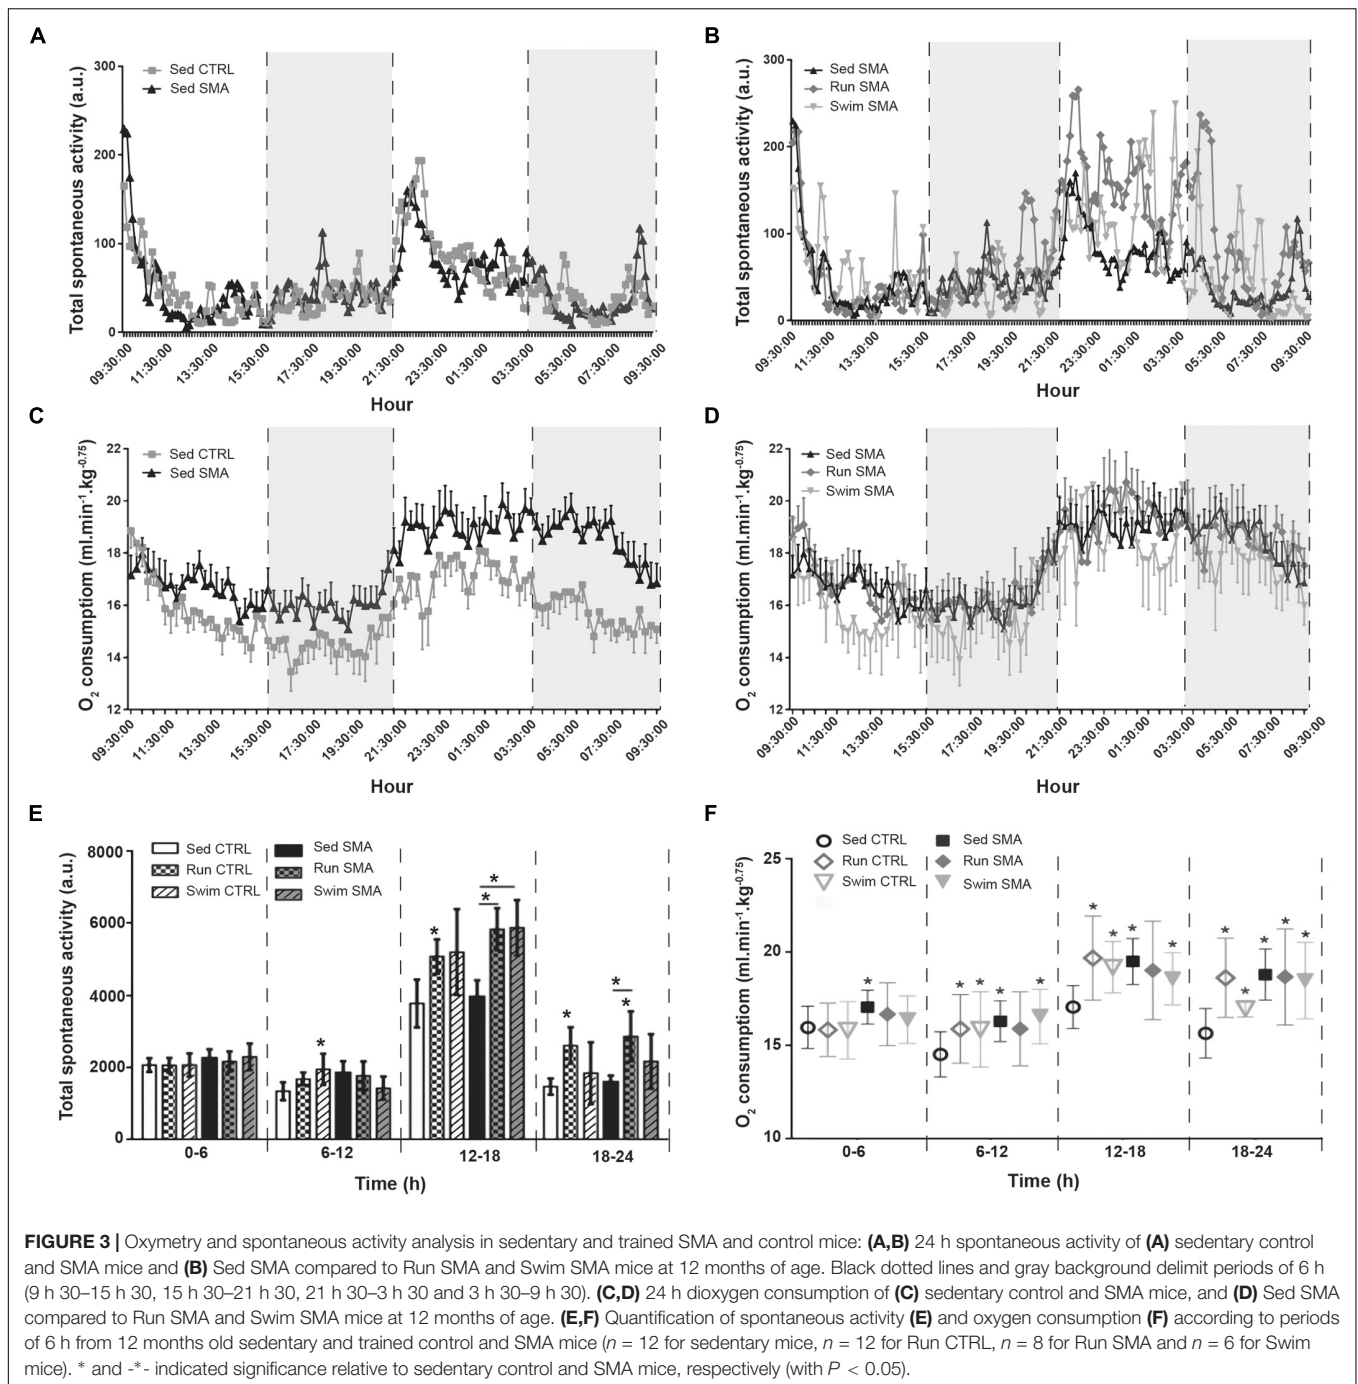 A
Total spontaneous activity (a.u.)
300
200
100
0
Sed CTRL
Sed SMA
09:30:00
11:30:00
13:30:00
15:30:00
17:30:00
19:30:00
21:30:00
23:30:00
01:30:00
03:30:00
05:30:00
07:30:00
09:30:00
Hour
B
Total spontaneous activity (a.u.)
300
200
100
0
Sed SMA
Run SMA
Swim SMA
09:30:00
11:30:00
13:30:00
15:30:00
17:30:00
19:30:00
21:30:00
23:30:00
01:30:00
03:30:00
05:30:00
07:30:00
09:30:00
Hour
C
O2 consumptiom (ml.min-1.kg-0.75)
22
20
18
16
14
12
Sed CTRL
Sed SMA
09:30:00
11:30:00
13:30:00
15:30:00
17:30:00
19:30:00
21:30:00
23:30:00
01:30:00
03:30:00
05:30:00
07:30:00
09:30:00
Hour
D
O2 consumptiom (ml.min-1.kg-0.75)
22
20
18
16
14
12
Sed SMA
Run SMA
Swim SMA
09:30:00
11:30:00
13:30:00
15:30:00
17:30:00
19:30:00
21:30:00
23:30:00
01:30:00
03:30:00
05:30:00
07:30:00
09:30:00
Hour
E
Total spontaneous activity (a.u.)
8000
6000
4000
2000
0
Sed CTRL
Run CTRL
Swim CTRL
Sed SMA
Run SMA
Swim SMA
*
*
*
*
*
*
*
0-6
6-12
12-18
18-24
Time (h)
F
O2 consumptiom (ml.min-1.kg-0.75)
25
20
15
10
Sed CTRL
Run CTRL
Swim CTRL
Sed SMA
Run SMA
Swim SMA
*
* * * *
* * * *
* * * * *
0-6
6-12
12-18
18-24
Time (h)
FIGURE 3 | Oxymetry and spontaneous activity analysis in sedentary and trained SMA and control mice: (A,B) 24 h spontaneous activity of (A) sedentary control
and SMA mice and (B) Sed SMA compared to Run SMA and Swim SMA mice at 12 months of age. Black dotted lines and gray background delimit periods of 6 h
(9 h 30–15 h 30, 15 h 30–21 h 30, 21 h 30–3 h 30 and 3 h 30–9 h 30). (C,D) 24 h dioxygen consumption of (C) sedentary control and SMA mice, and (D) Sed SMA
compared to Run SMA and Swim SMA mice at 12 months of age. (E,F) Quantification of spontaneous activity (E) and oxygen consumption (F) according to periods
of 6 h from 12 months old sedentary and trained control and SMA mice (n = 12 for sedentary mice, n = 12 for Run CTRL, n = 8 for Run SMA and n = 6 for Swim
mice). * and -*- indicated significance relative to sedentary control and SMA mice, respectively (with P < 0.05).